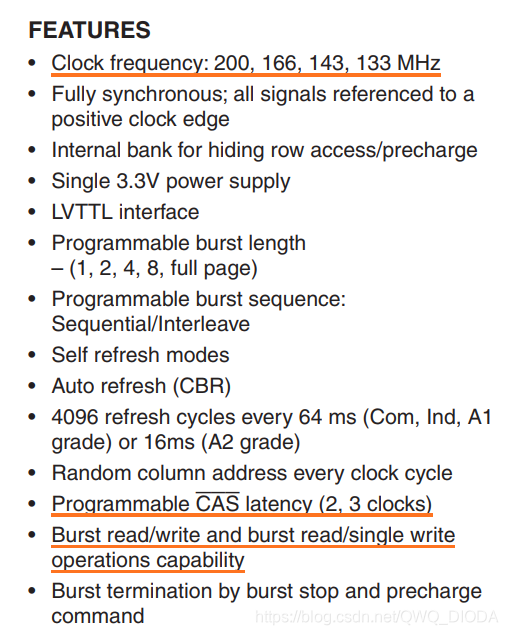 FEATURES
• Clock frequency: 200, 166, 143, 133 MHz
• Fully synchronous; all signals referenced to a
positive clock edge
• Internal bank for hiding row access/precharge
• Single 3.3V power supply
• LVTTL interface
• Programmable burst length
– (1, 2, 4, 8, full page)
• Programmable burst sequence:
Sequential/Interleave
• Self refresh modes
• Auto refresh (CBR)
• 4096 refresh cycles every 64 ms (Com, Ind, A1
grade) or 16ms (A2 grade)
• Random column address every clock cycle
• Programmable C̅A̅S̅ latency (2, 3 clocks)
• Burst read/write and burst read/single write
operations capability
• Burst termination by burst stop and precharge
command
https://blog.csdn.net/QWQ_DIODA